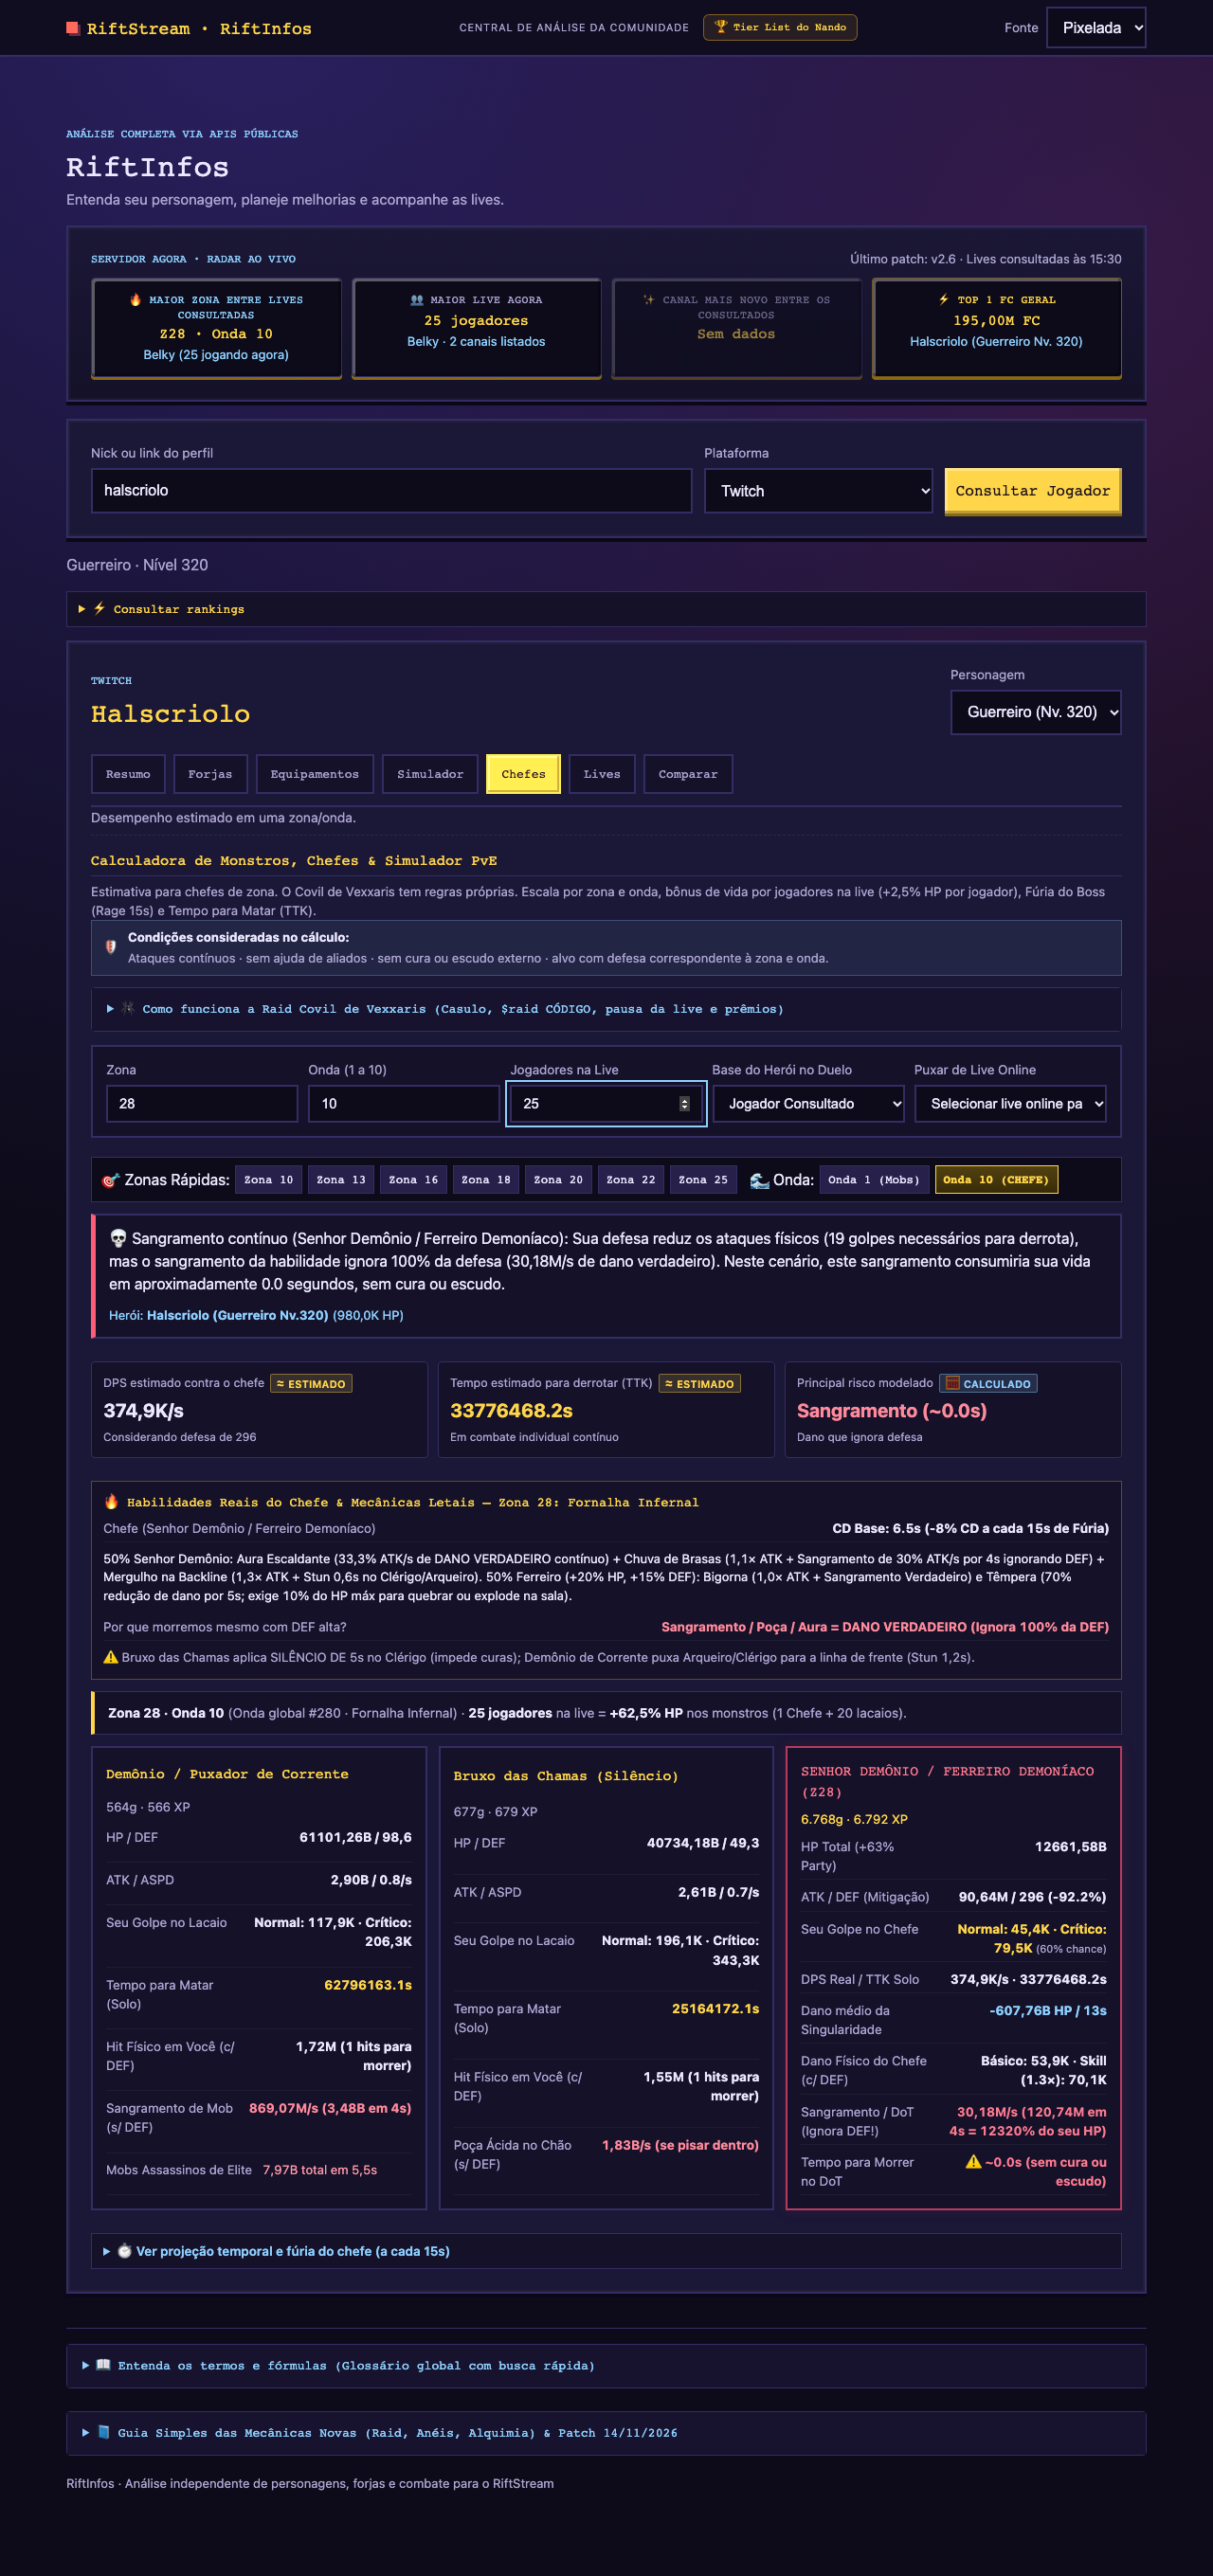 RiftStream • RiftInfos
CENTRAL DE ANÁLISE DA COMUNIDADE
🏆 Tier List do Nando
Fonte
Pixelada
ANÁLISE COMPLETA VIA APIS PÚBLICAS
RiftInfos
Entenda seu personagem, planeje melhorias e acompanhe as lives.
SERVIDOR AGORA • RADAR AO VIVO
Último patch: v2.6 · Lives consultadas às 15:30
🔥 MAIOR ZONA ENTRE LIVES
CONSULTADAS
Z28 • Onda 10
Belky (25 jogando agora)
👥 MAIOR LIVE AGORA
25 jogadores
Belky · 2 canais listados
✨ CANAL MAIS NOVO ENTRE OS
CONSULTADOS
Sem dados
⚡ TOP 1 FC GERAL
195,00M FC
Halscriolo (Guerreiro Nv. 320)
Nick ou link do perfil
halscriolo
Plataforma
Twitch
Consultar Jogador
Guerreiro · Nível 320
▶ ⚡ Consultar rankings
TWITCH
Halscriolo
Personagem
Guerreiro (Nv. 320)
Resumo
Forjas
Equipamentos
Simulador
Chefes
Lives
Comparar
Desempenho estimado em uma zona/onda.
Calculadora de Monstros, Chefes & Simulador PvE
Estimativa para chefes de zona. O Covil de Vexxaris tem regras próprias. Escala por zona e onda, bônus de vida por jogadores na live (+2,5% HP por jogador), Fúria do Boss
(Rage 15s) e Tempo para Matar (TTK).
Condições consideradas no cálculo:
Ataques contínuos · sem ajuda de aliados · sem cura ou escudo externo · alvo com defesa correspondente à zona e onda.
▶ 🕷 Como funciona a Raid Covil de Vexxaris (Casulo, $raid CÓDIGO, pausa da live e prêmios)
Zona
28
Onda (1 a 10)
10
Jogadores na Live
25
Base do Herói no Duelo
Jogador Consultado
Puxar de Live Online
Selecionar live online pa
🎯 Zonas Rápidas:
Zona 10
Zona 13
Zona 16
Zona 18
Zona 20
Zona 22
Zona 25
🌊 Onda:
Onda 1 (Mobs)
Onda 10 (CHEFE)
💀 Sangramento contínuo (Senhor Demônio / Ferreiro Demoníaco): Sua defesa reduz os ataques físicos (19 golpes necessários para derrota),
mas o sangramento da habilidade ignora 100% da defesa (30,18M/s de dano verdadeiro). Neste cenário, este sangramento consumiria sua vida
em aproximadamente 0.0 segundos, sem cura ou escudo.
Herói: Halscriolo (Guerreiro Nv.320) (980,0K HP)
DPS estimado contra o chefe ≈ ESTIMADO
374,9K/s
Considerando defesa de 296
Tempo estimado para derrotar (TTK) ≈ ESTIMADO
33776468.2s
Em combate individual contínuo
Principal risco modelado 🧮 CALCULADO
Sangramento (~0.0s)
Dano que ignora defesa
🔥 Habilidades Reais do Chefe & Mecânicas Letais — Zona 28: Fornalha Infernal
Chefe (Senhor Demônio / Ferreiro Demoníaco)
CD Base: 6.5s (-8% CD a cada 15s de Fúria)
50% Senhor Demônio: Aura Escaldante (33,3% ATK/s de DANO VERDADEIRO contínuo) + Chuva de Brasas (1,1× ATK + Sangramento de 30% ATK/s por 4s ignorando DEF) +
Mergulho na Backline (1,3× ATK + Stun 0,6s no Clérigo/Arqueiro). 50% Ferreiro (+20% HP, +15% DEF): Bigorna (1,0× ATK + Sangramento Verdadeiro) e Têmpera (70%
redução de dano por 5s; exige 10% do HP máx para quebrar ou explode na sala).
Por que morremos mesmo com DEF alta?
Sangramento / Poça / Aura = DANO VERDADEIRO (Ignora 100% da DEF)
⚠️ Bruxo das Chamas aplica SILÊNCIO DE 5s no Clérigo (impede curas); Demônio de Corrente puxa Arqueiro/Clérigo para a linha de frente (Stun 1,2s).
Zona 28 · Onda 10 (Onda global #280 · Fornalha Infernal) · 25 jogadores na live = +62,5% HP nos monstros (1 Chefe + 20 lacaios).
Demônio / Puxador de Corrente
564g · 566 XP
HP / DEF
61101,26B / 98,6
ATK / ASPD
2,90B / 0.8/s
Seu Golpe no Lacaio
Normal: 117,9K · Crítico:
206,3K
Tempo para Matar
(Solo)
62796163.1s
Hit Físico em Você (c/
DEF)
1,72M (1 hits para
morrer)
Sangramento de Mob
(s/ DEF)
869,07M/s (3,48B em 4s)
Mobs Assassinos de Elite
7,97B total em 5,5s
Bruxo das Chamas (Silêncio)
677g · 679 XP
HP / DEF
40734,18B / 49,3
ATK / ASPD
2,61B / 0.7/s
Seu Golpe no Lacaio
Normal: 196,1K · Crítico:
343,3K
Tempo para Matar
(Solo)
25164172.1s
Hit Físico em Você (c/
DEF)
1,55M (1 hits para
morrer)
Poça Ácida no Chão
(s/ DEF)
1,83B/s (se pisar dentro)
SENHOR DEMÔNIO / FERREIRO DEMONÍACO
(Z28)
6.768g · 6.792 XP
HP Total (+63%
Party)
12661,58B
ATK / DEF (Mitigação)
90,64M / 296 (-92.2%)
Seu Golpe no Chefe
Normal: 45,4K · Crítico:
79,5K (60% chance)
DPS Real / TTK Solo
374,9K/s · 33776468.2s
Dano médio da
Singularidade
-607,76B HP / 13s
Dano Físico do Chefe
(c/ DEF)
Básico: 53,9K · Skill
(1.3×): 70,1K
Sangramento / DoT
(Ignora DEF!)
30,18M/s (120,74M em
4s = 12320% do seu HP)
Tempo para Morrer
no DoT
⚠️ ~0.0s (sem cura ou
escudo)
▶ ⏱️ Ver projeção temporal e fúria do chefe (a cada 15s)
▶ 📖 Entenda os termos e fórmulas (Glossário global com busca rápida)
▶ 📘 Guia Simples das Mecânicas Novas (Raid, Anéis, Alquimia) & Patch 14/11/2026
RiftInfos · Análise independente de personagens, forjas e combate para o RiftStream